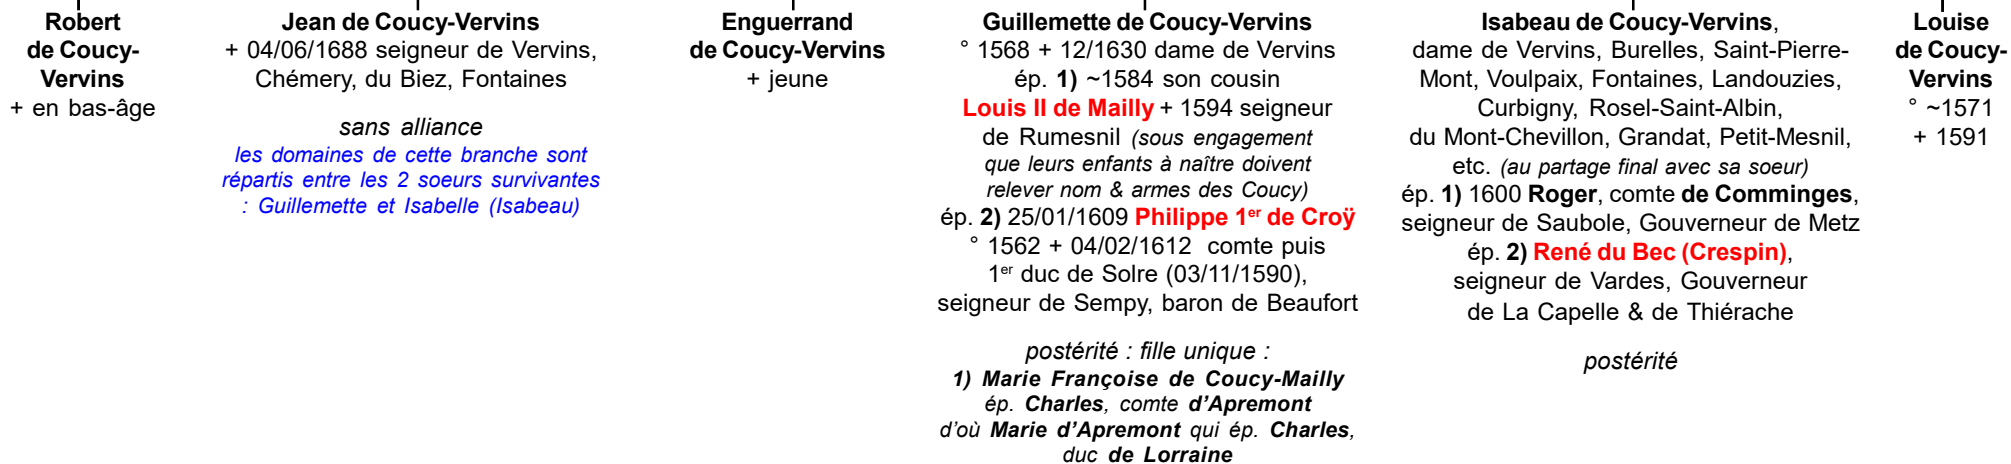 Robert
de Coucy-
Vervins
+ en bas-âge
Jean de Coucy-Vervins
+ 04/06/1688 seigneur de Vervins,
Chémery, du Biez, Fontaines
sans alliance
les domaines de cette branche sont
répartis entre les 2 soeurs survivantes
: Guillemette et Isabelle (Isabeau)
Enguerrand
de Coucy-Vervins
+ jeune
Guillemette de Coucy-Vervins
° 1568 + 12/1630 dame de Vervins
ép. 1) ~1584 son cousin
Louis II de Mailly + 1594 seigneur
de Rumesnil (sous engagement
que leurs enfants à naître doivent
relever nom & armes des Coucy)
ép. 2) 25/01/1609 Philippe 1er de Croÿ
° 1562 + 04/02/1612 comte puis
1er duc de Solre (03/11/1590),
seigneur de Sempy, baron de Beaufort
postérité : fille unique :
1) Marie Françoise de Coucy-Mailly
ép. Charles, comte d'Apremont
d'où Marie d'Apremont qui ép. Charles,
duc de Lorraine
Isabeau de Coucy-Vervins,
dame de Vervins, Burelles, Saint-Pierre-
Mont, Voulpaix, Fontaines, Landouzies,
Curbigny, Rosel-Saint-Albin,
du Mont-Chevillon, Grandat, Petit-Mesnil,
etc. (au partage final avec sa soeur)
ép. 1) 1600 Roger, comte de Comminges,
seigneur de Saubole, Gouverneur de Metz
ép. 2) René du Bec (Crespin),
seigneur de Vardes, Gouverneur
de La Capelle & de Thiérache
postérité
Louise
de Coucy-
Vervins
° ~1571
+ 1591